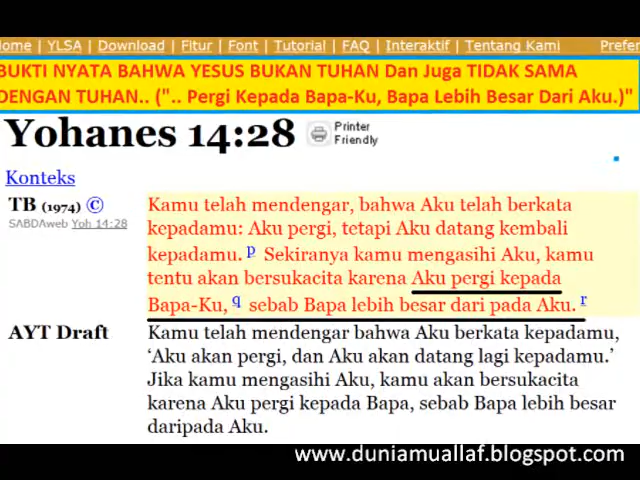 Home | YLSA | Download | Fitur | Font | Tutorial | FAQ | Interaktif | Tentang Kami
BUKTI NYATA BAHWA YESUS BUKAN TUHAN Dan Juga TIDAK SAMA
DENGAN TUHAN.. (".. Pergi Kepada Bapa-Ku, Bapa Lebih Besar Dari Aku.)"
Yohanes 14:28
Printer
Friendly
Konteks
TB (1974) ©
SABDAweb Yoh 14:28
Kamu telah mendengar, bahwa Aku telah berkata
kepadamu: Aku pergi, tetapi Aku datang kembali
kepadamu. p Sekiranya kamu mengasihi Aku, kamu
tentu akan bersukacita karena Aku pergi kepada
Bapa-Ku, q sebab Bapa lebih besar dari pada Aku. r
AYT Draft
Kamu telah mendengar bahwa Aku berkata kepadamu,
‘Aku akan pergi, dan Aku akan datang lagi kepadamu.’
Jika kamu mengasihi Aku, kamu akan bersukacita
karena Aku pergi kepada Bapa, sebab Bapa lebih besar
daripada Aku.
www.duniamuallaf.blogspot.com